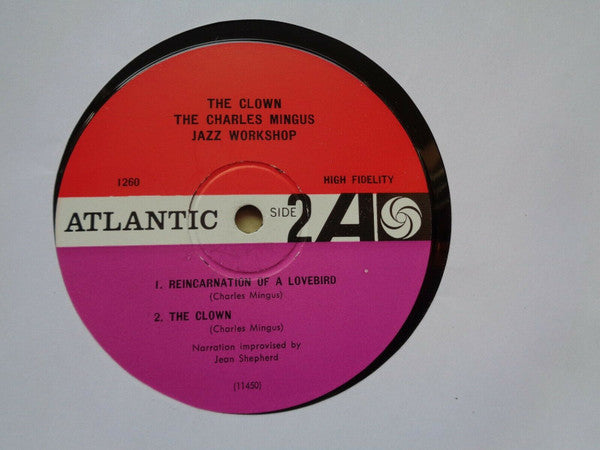 THE CLOWN
THE CHARLES MINGUS
JAZZ WORKSHOP
1260 HIGH FIDELITY
ATLANTIC SIDE 2 A
1. REINCARNATION OF A LOVEBIRD
(Charles Mingus)
2. THE CLOWN
(Charles Mingus)
Narration improvised by
Jean Shepherd
(11450)